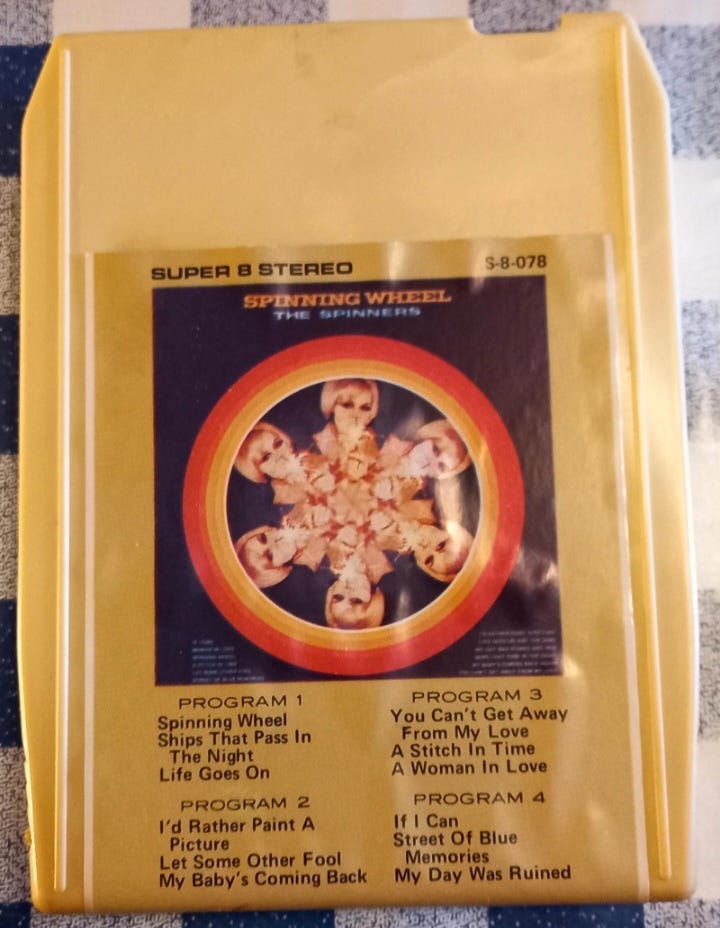 SUPER 8 STEREO
S-8-078
SPINNING WHEEL
THE SPINNERS
PROGRAM 1
Spinning Wheel
Ships That Pass In
The Night
Life Goes On
PROGRAM 2
I'd Rather Paint A
Picture
Let Some Other Fool
My Baby's Coming Back
PROGRAM 3
You Can't Get Away
From My Love
A Stitch In Time
A Woman In Love
PROGRAM 4
If I Can
Street Of Blue
Memories
My Day Was Ruined